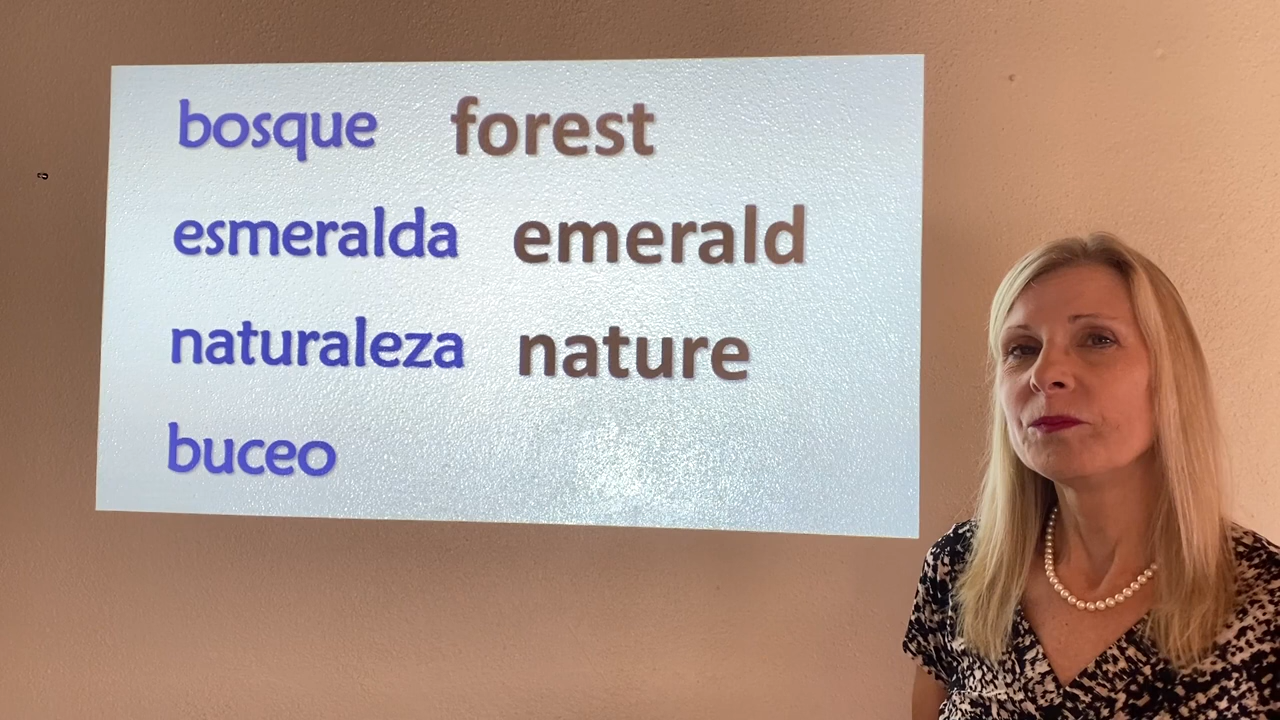 bosque forest
esmeralda emerald
naturaleza nature
buceo